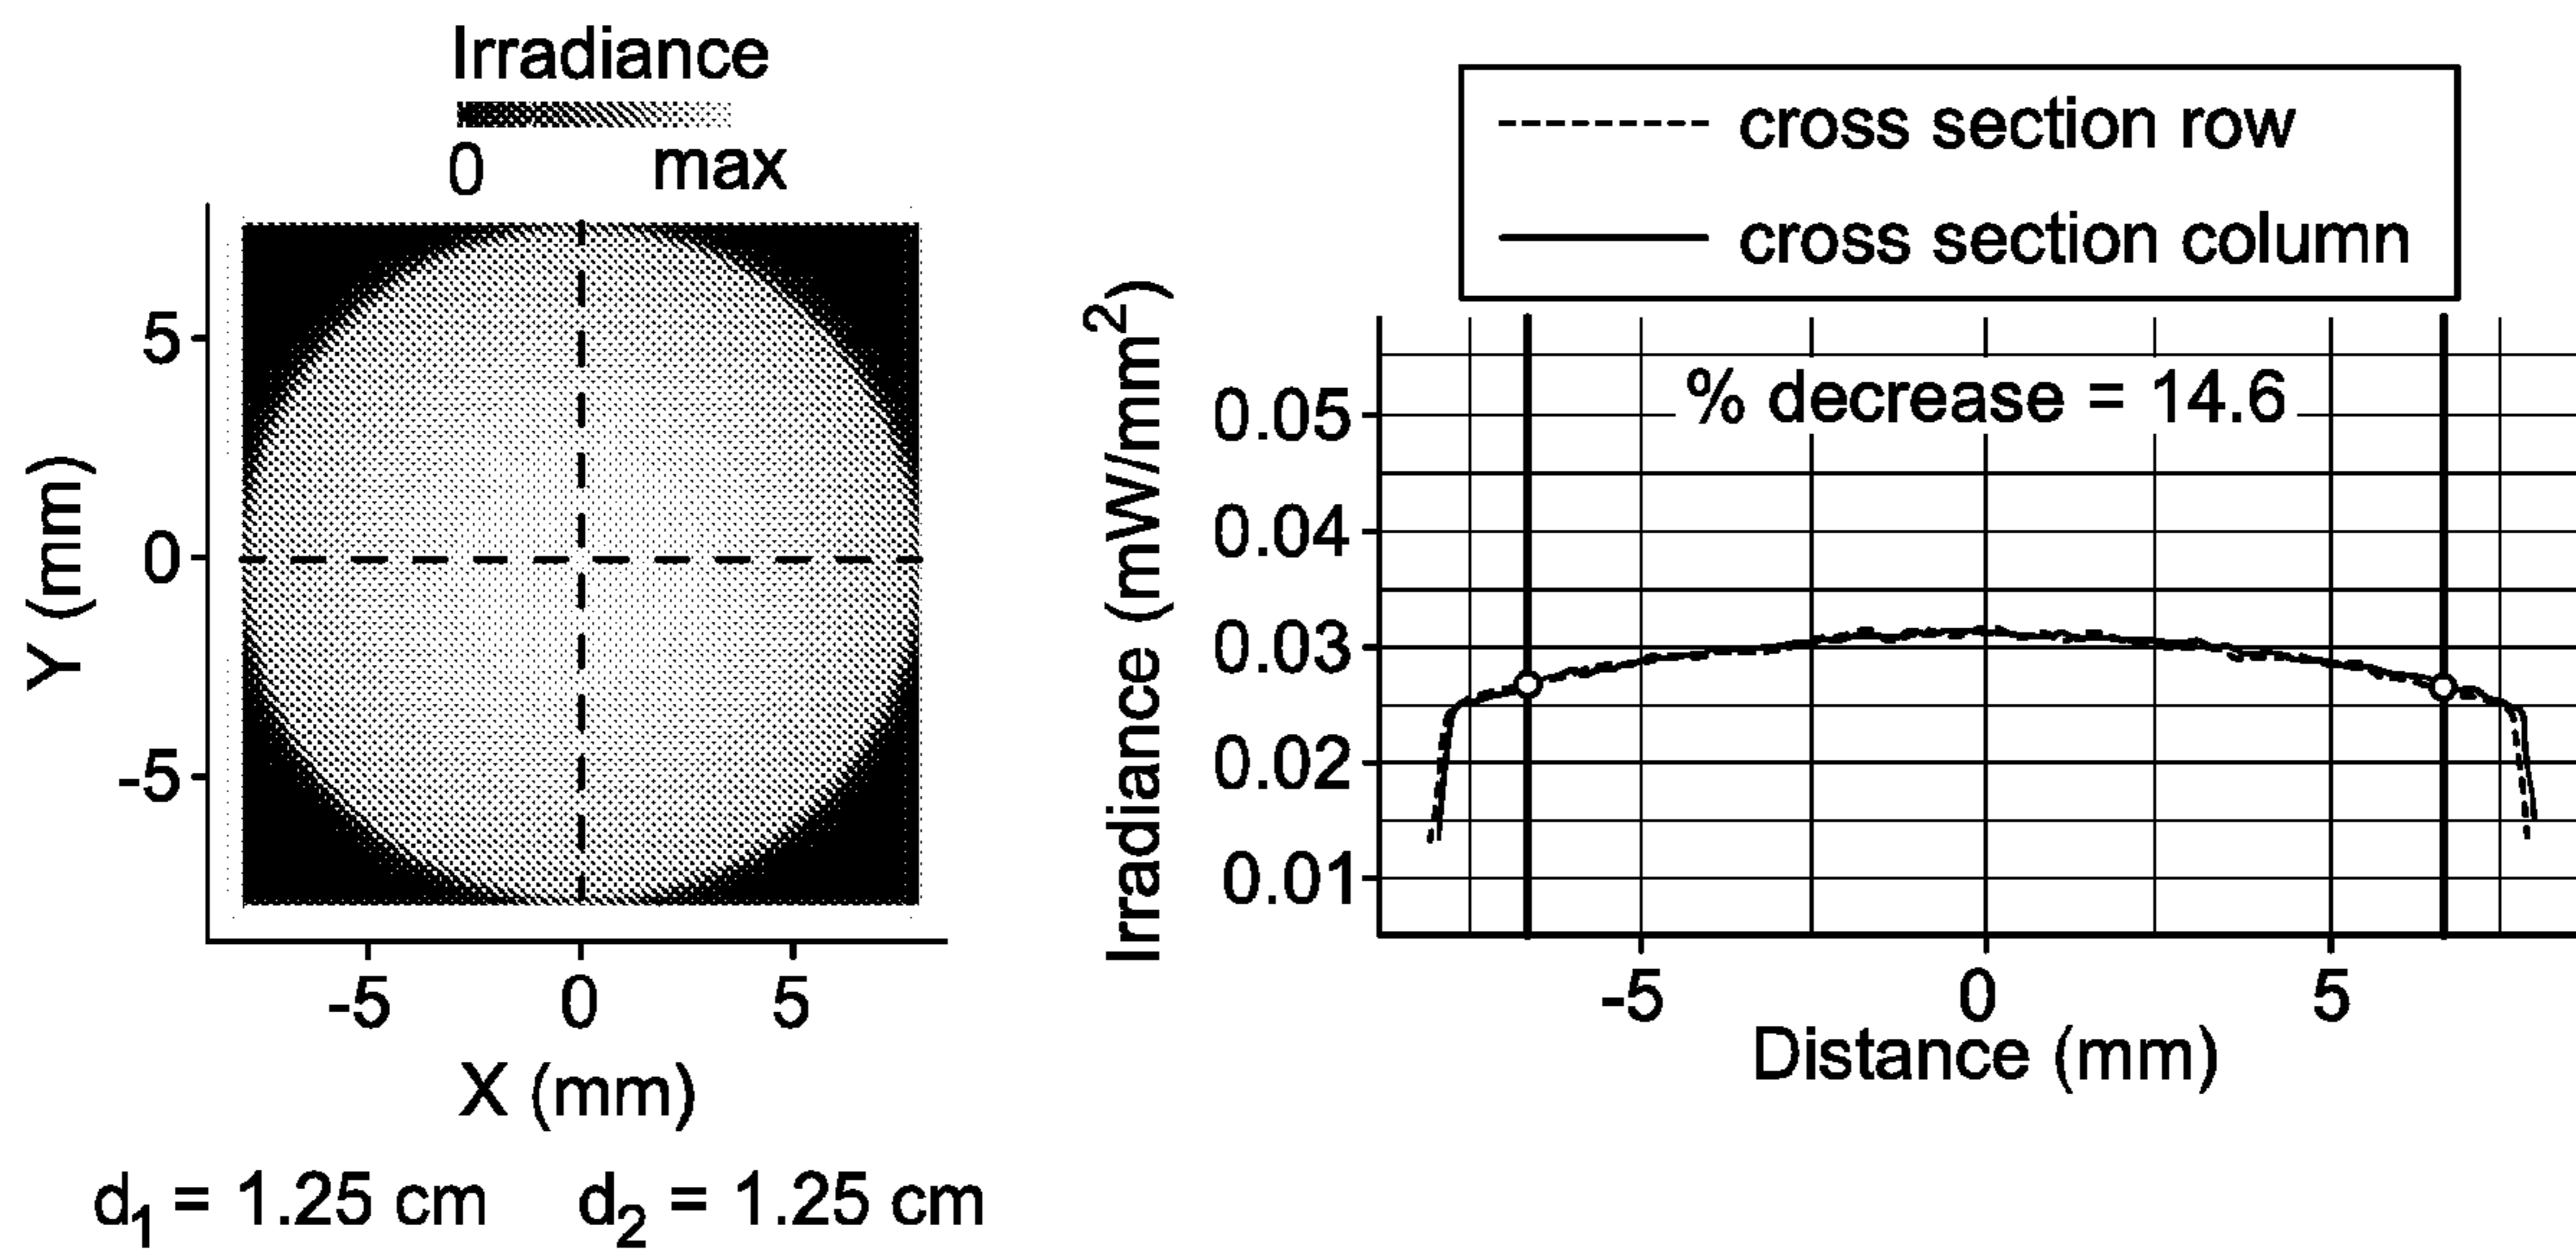 Irradiance
0 max
Y (mm)
5
0
-5
-5 0 5
X (mm)
d1 = 1.25 cm d2 = 1.25 cm
cross section row
cross section column
Irradiance (mW/mm²)
% decrease = 14.6
0.05
0.04
0.03
0.02
0.01
-5 0 5
Distance (mm)